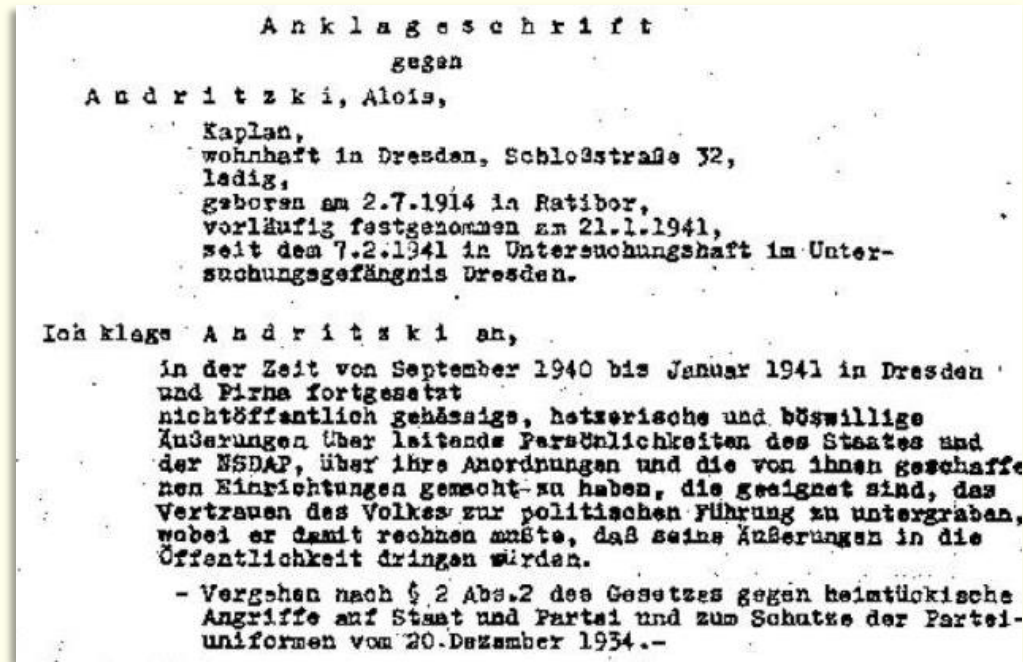 Anklageschrift
gegen
Andritzki, Alois,
Kaplan,
wohnhaft in Dresden, Schloßstraße 32,
ledig,
geboren am 2.7.1914 in Ratibor,
vorläufig festgenommen am 21.1.1941,
seit dem 7.2.1941 in Untersuchungshaft im Unter-
suchungsgefängnis Dresden.
Ich klage Andritzki an,
in der Zeit von September 1940 bis Januar 1941 in Dresden
und Pirna fortgesetzt
nichtöffentlich gehässige, hetzerische und böswillige
Äußerungen über leitende Persönlichkeiten des Staates und
der NSDAP, über ihre Anordnungen und die von ihnen geschaffe
nen Einrichtungen gemacht zu haben, die geeignet sind, das
Vertrauen des Volkes zur politischen Führung zu untergraben,
wobei er damit rechnen mußte, daß seine Äußerungen in die
Öffentlichkeit dringen würden.
- Vergehen nach § 2 Abs.2 des Gesetzes gegen heimtückische
Angriffe auf Staat und Partei und zum Schutze der Partei-
uniformen vom 20.Dezember 1934.-